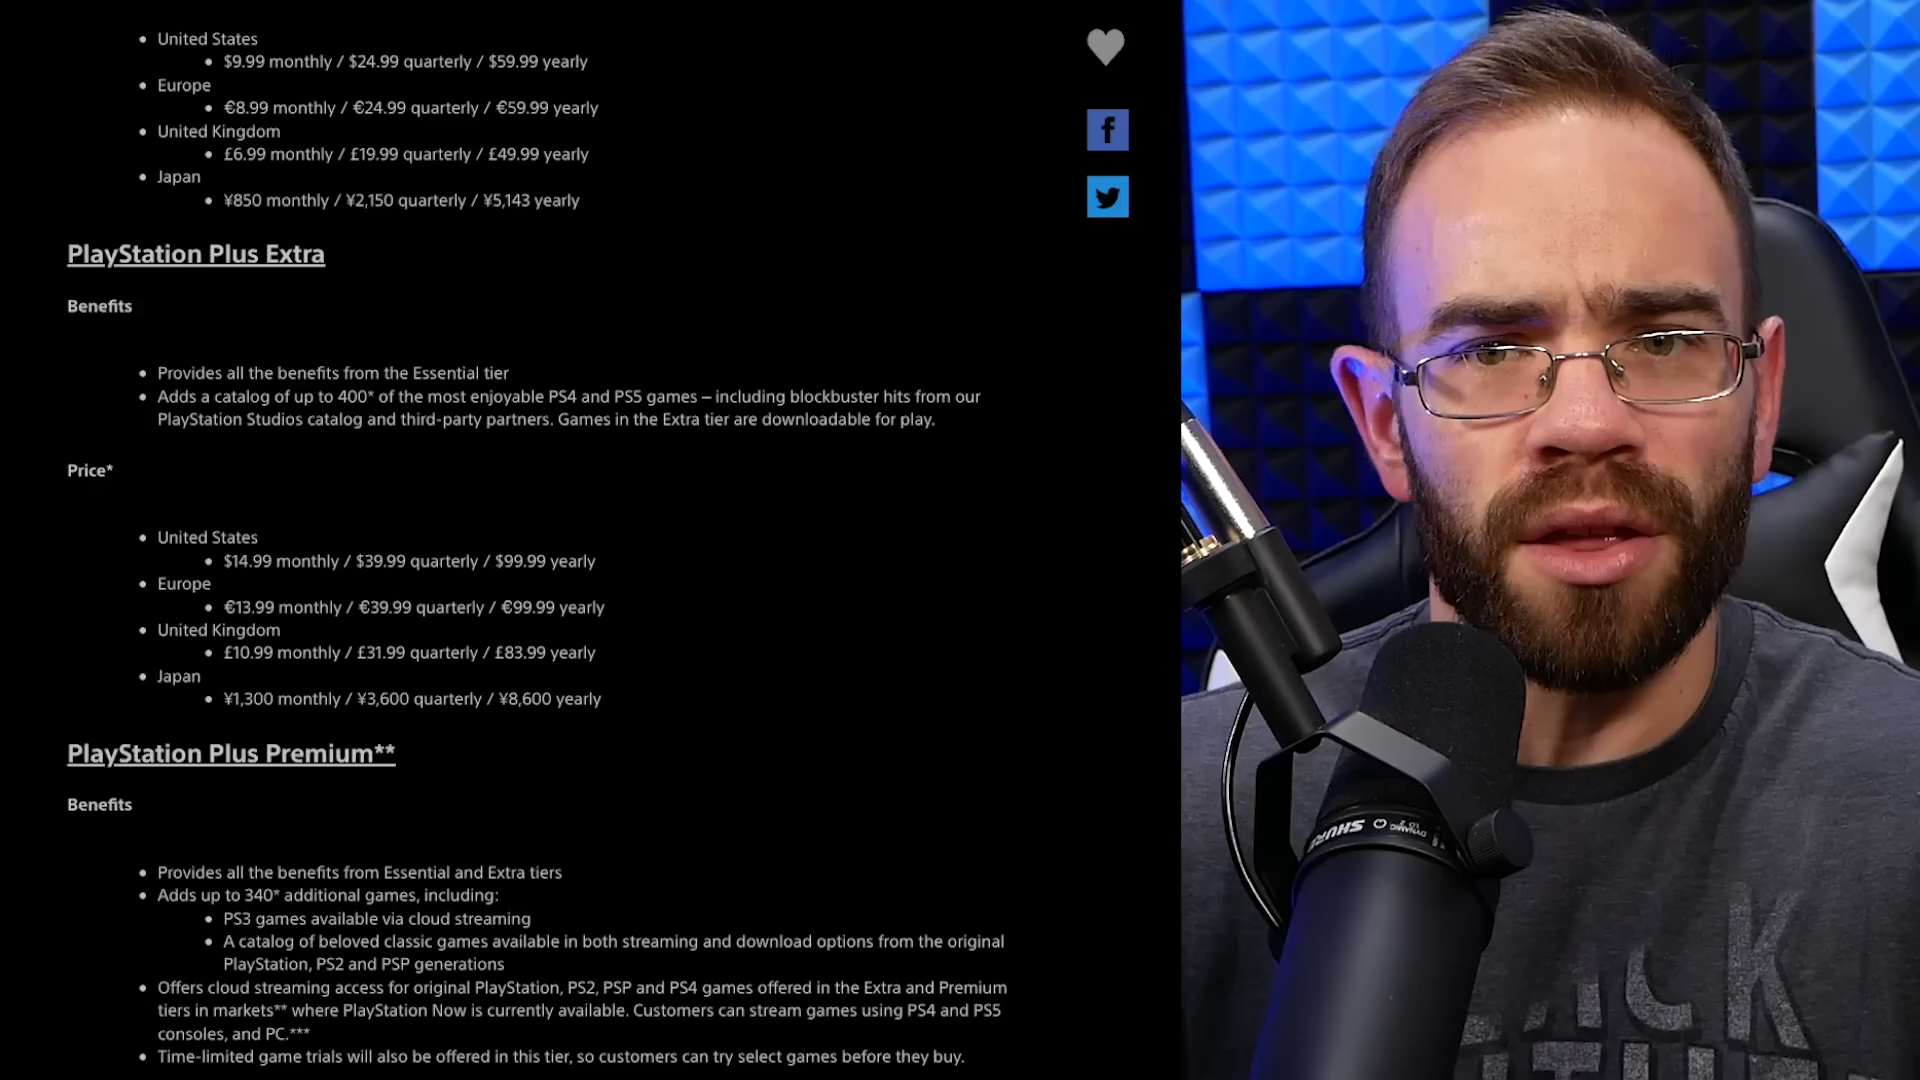 • United States
• $9.99 monthly / $24.99 quarterly / $59.99 yearly
• Europe
• €8.99 monthly / €24.99 quarterly / €59.99 yearly
• United Kingdom
• £6.99 monthly / £19.99 quarterly / £49.99 yearly
• Japan
• ¥850 monthly / ¥2,150 quarterly / ¥5,143 yearly
PlayStation Plus Extra
Benefits
• Provides all the benefits from the Essential tier
• Adds a catalog of up to 400* of the most enjoyable PS4 and PS5 games – including blockbuster hits from our
PlayStation Studios catalog and third-party partners. Games in the Extra tier are downloadable for play.
Price*
• United States
• $14.99 monthly / $39.99 quarterly / $99.99 yearly
• Europe
• €13.99 monthly / €39.99 quarterly / €99.99 yearly
• United Kingdom
• £10.99 monthly / £31.99 quarterly / £83.99 yearly
• Japan
• ¥1,300 monthly / ¥3,600 quarterly / ¥8,600 yearly
PlayStation Plus Premium**
Benefits
• Provides all the benefits from Essential and Extra tiers
• Adds up to 340* additional games, including:
• PS3 games available via cloud streaming
• A catalog of beloved classic games available in both streaming and download options from the original
PlayStation, PS2 and PSP generations
• Offers cloud streaming access for original PlayStation, PS2, PSP and PS4 games offered in the Extra and Premium
tiers in markets** where PlayStation Now is currently available. Customers can stream games using PS4 and PS5
consoles, and PC.***
• Time-limited game trials will also be offered in this tier, so customers can try select games before they buy.
f
SHURE